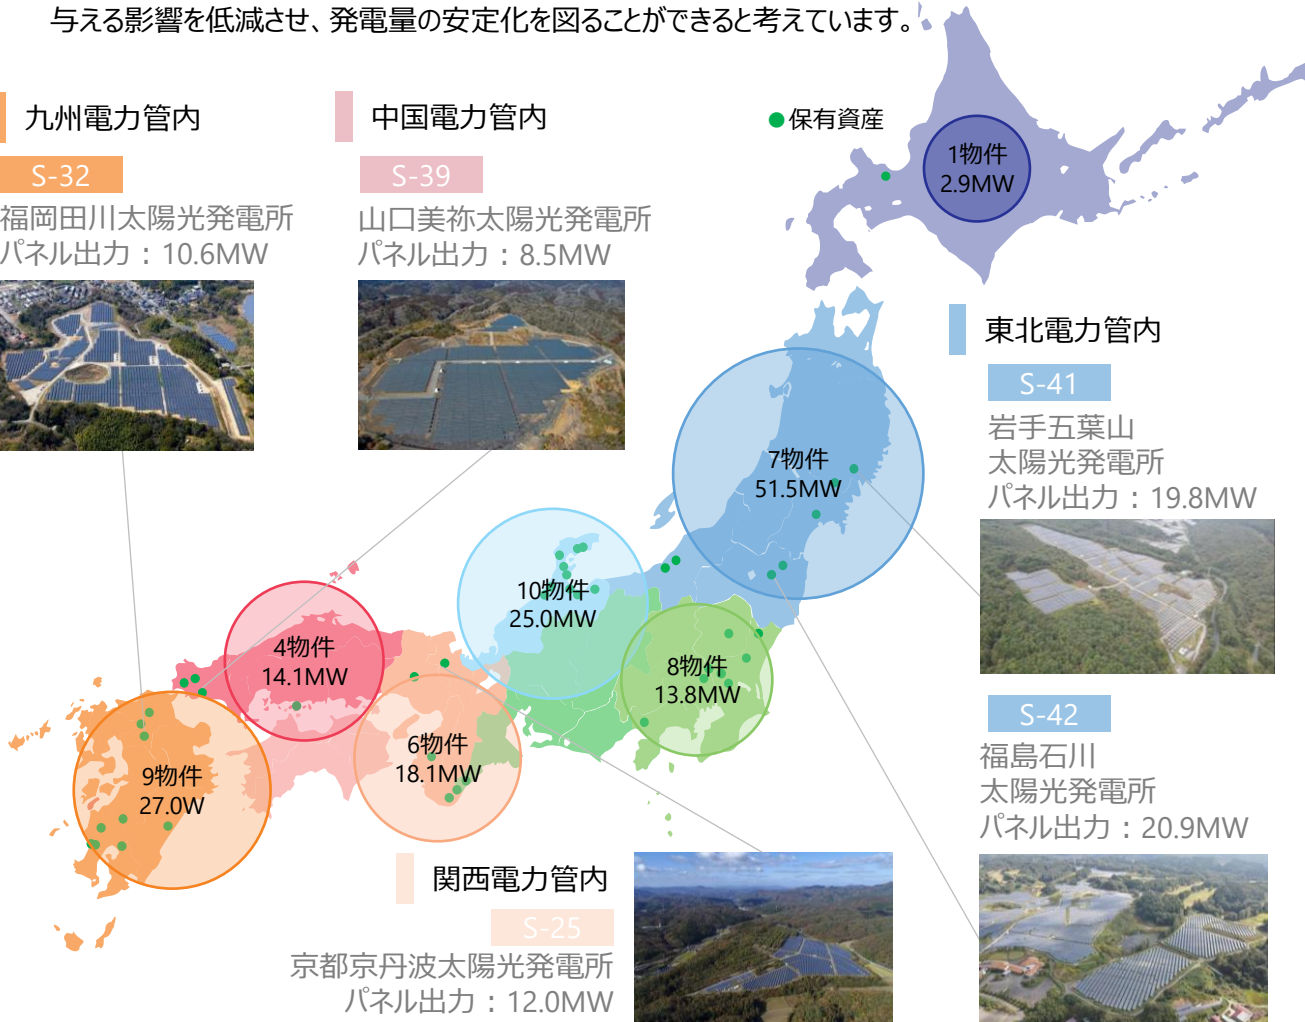 与える影響を低減させ、発電量の安定化を図ることができると考えています。
九州電力管内
S-32
福岡田川太陽光発電所
パネル出力：10.6MW
中国電力管内
S-39
山口美祢太陽光発電所
パネル出力：8.5MW
保有資産
1物件
2.9MW
東北電力管内
S-41
岩手五葉山
太陽光発電所
パネル出力：19.8MW
7物件
51.5MW
10物件
25.0MW
4物件
14.1MW
8物件
13.8MW
6物件
18.1MW
9物件
27.0W
S-42
福島石川
太陽光発電所
パネル出力：20.9MW
関西電力管内
S-25
京都京丹波太陽光発電所
パネル出力：12.0MW